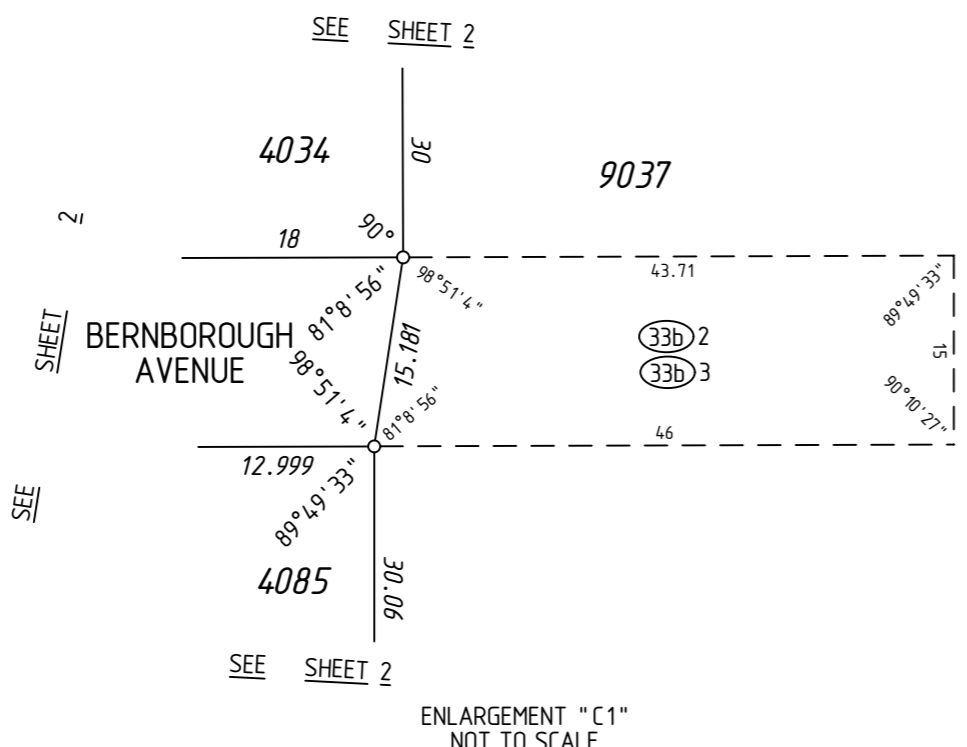 SEE SHEET 2
4034
30
9037
2
90°
18
43.71
98°51'4"
81°8'56"
89°49'33"
SHEET
BERNBOROUGH
AVENUE
15.181
33b 2
33b 3
15
98°51'4"
81°8'56"
90°10'27"
46
12.999
SEE
89°49'33"
4085
30.06
SEE SHEET 2
ENLARGEMENT "C1"
NOT TO SCALE